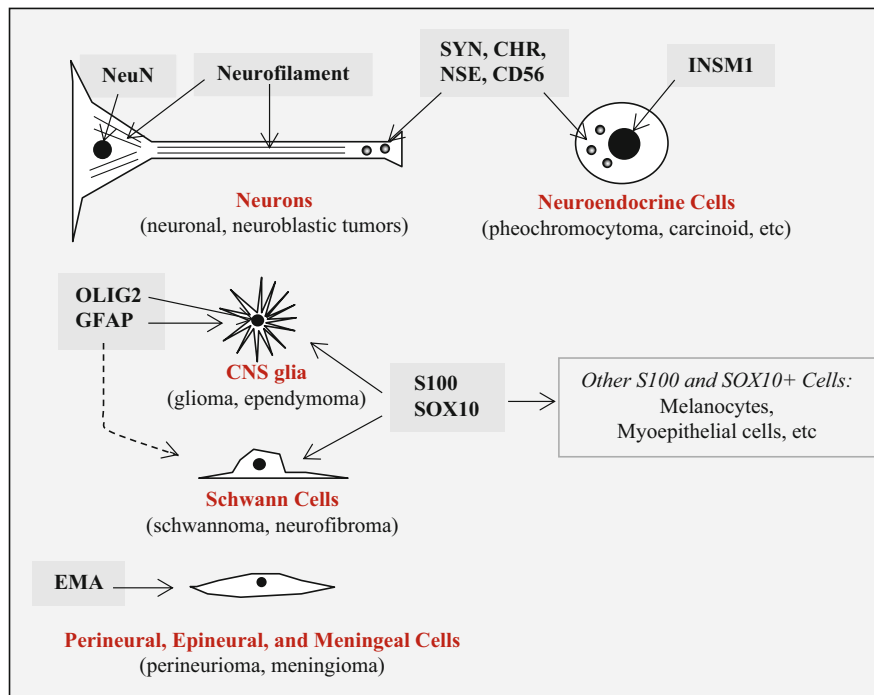 NeuN
Neurofilament
SYN, CHR,
NSE, CD56
INSM1
Neurons
(neuronal, neuroblastic tumors)
Neuroendocrine Cells
(pheochromocytoma, carcinoid, etc)
OLIG2
GFAP
CNS glia
(glioma, ependymoma)
S100
SOX10
Other S100 and SOX10+ Cells:
Melanocytes,
Myoepithelial cells, etc
Schwann Cells
(schwannoma, neurofibroma)
EMA
Perineural, Epineural, and Meningeal Cells
(perineurioma, meningioma)